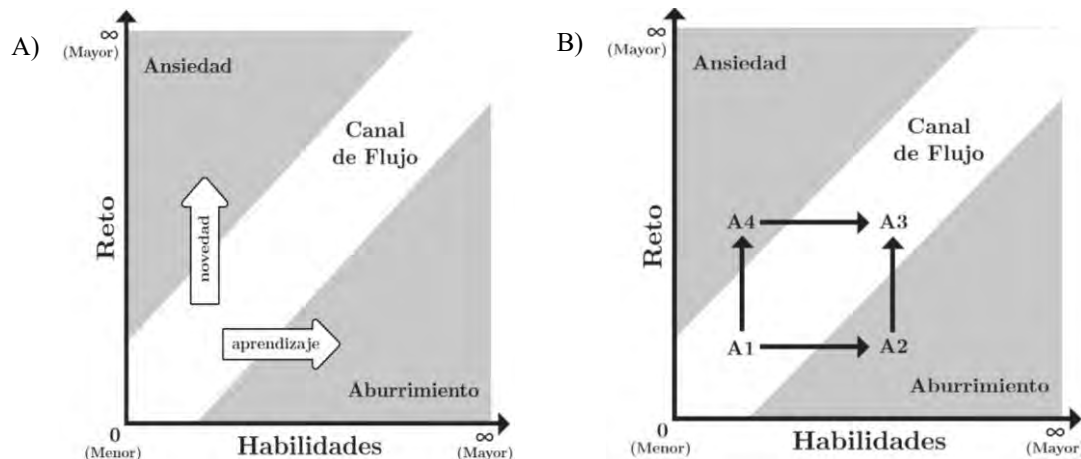 A)
∞
(Mayor)
Ansiedad
Canal
de Flujo
novedad
Reto
aprendizaje
Aburrimiento
0
(Menor)
Habilidades
∞
(Mayor)
B)
∞
(Mayor)
Ansiedad
Canal
de Flujo
A4
A3
Reto
A1
A2
Aburrimiento
0
(Menor)
Habilidades
∞
(Mayor)